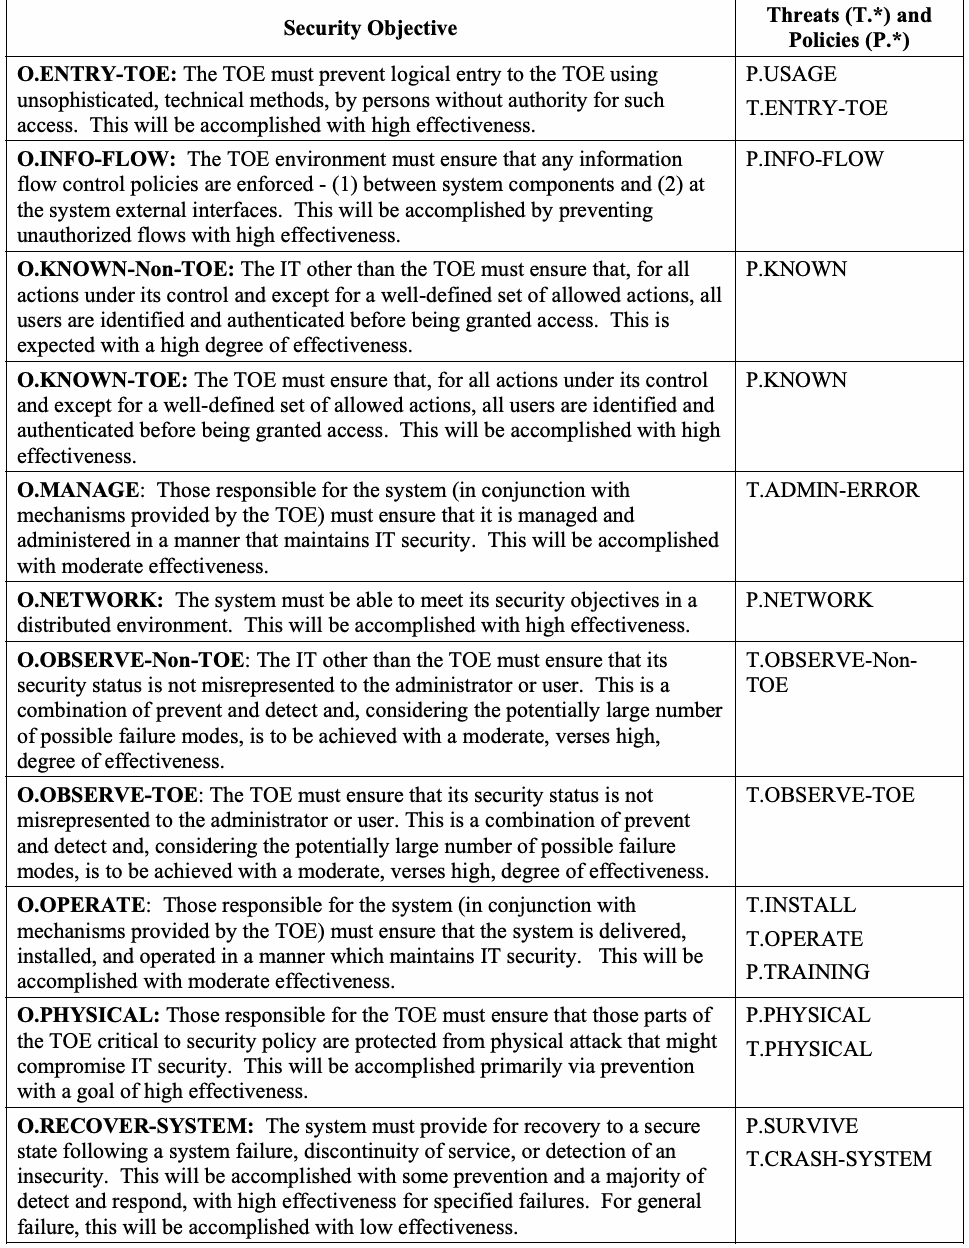 Security Objective
Threats (T.*) and
Policies (P.*)
O.ENTRY-TOE: The TOE must prevent logical entry to the TOE using
unsophisticated, technical methods, by persons without authority for such
access.  This will be accomplished with high effectiveness.
P.USAGE
T.ENTRY-TOE
O.INFO-FLOW:  The TOE environment must ensure that any information
flow control policies are enforced - (1) between system components and (2) at
the system external interfaces.  This will be accomplished by preventing
unauthorized flows with high effectiveness.
P.INFO-FLOW
O.KNOWN-Non-TOE: The IT other than the TOE must ensure that, for all
actions under its control and except for a well-defined set of allowed actions, all
users are identified and authenticated before being granted access.  This is
expected with a high degree of effectiveness.
P.KNOWN
O.KNOWN-TOE: The TOE must ensure that, for all actions under its control
and except for a well-defined set of allowed actions, all users are identified and
authenticated before being granted access.  This will be accomplished with high
effectiveness.
P.KNOWN
O.MANAGE:  Those responsible for the system (in conjunction with
mechanisms provided by the TOE) must ensure that it is managed and
administered in a manner that maintains IT security.  This will be accomplished
with moderate effectiveness.
T.ADMIN-ERROR
O.NETWORK:  The system must be able to meet its security objectives in a
distributed environment.  This will be accomplished with high effectiveness.
P.NETWORK
O.OBSERVE-Non-TOE: The IT other than the TOE must ensure that its
security status is not misrepresented to the administrator or user.  This is a
combination of prevent and detect and, considering the potentially large number
of possible failure modes, is to be achieved with a moderate, verses high,
degree of effectiveness.
T.OBSERVE-Non-
TOE
O.OBSERVE-TOE: The TOE must ensure that its security status is not
misrepresented to the administrator or user. This is a combination of prevent
and detect and, considering the potentially large number of possible failure
modes, is to be achieved with a moderate, verses high, degree of effectiveness.
T.OBSERVE-TOE
O.OPERATE:  Those responsible for the system (in conjunction with
mechanisms provided by the TOE) must ensure that the system is delivered,
installed, and operated in a manner which maintains IT security.   This will be
accomplished with moderate effectiveness.
T.INSTALL
T.OPERATE
P.TRAINING
O.PHYSICAL: Those responsible for the TOE must ensure that those parts of
the TOE critical to security policy are protected from physical attack that might
compromise IT security.  This will be accomplished primarily via prevention
with a goal of high effectiveness.
P.PHYSICAL
T.PHYSICAL
O.RECOVER-SYSTEM:  The system must provide for recovery to a secure
state following a system failure, discontinuity of service, or detection of an
insecurity.  This will be accomplished with some prevention and a majority of
detect and respond, with high effectiveness for specified failures.  For general
failure, this will be accomplished with low effectiveness.
P.SURVIVE
T.CRASH-SYSTEM